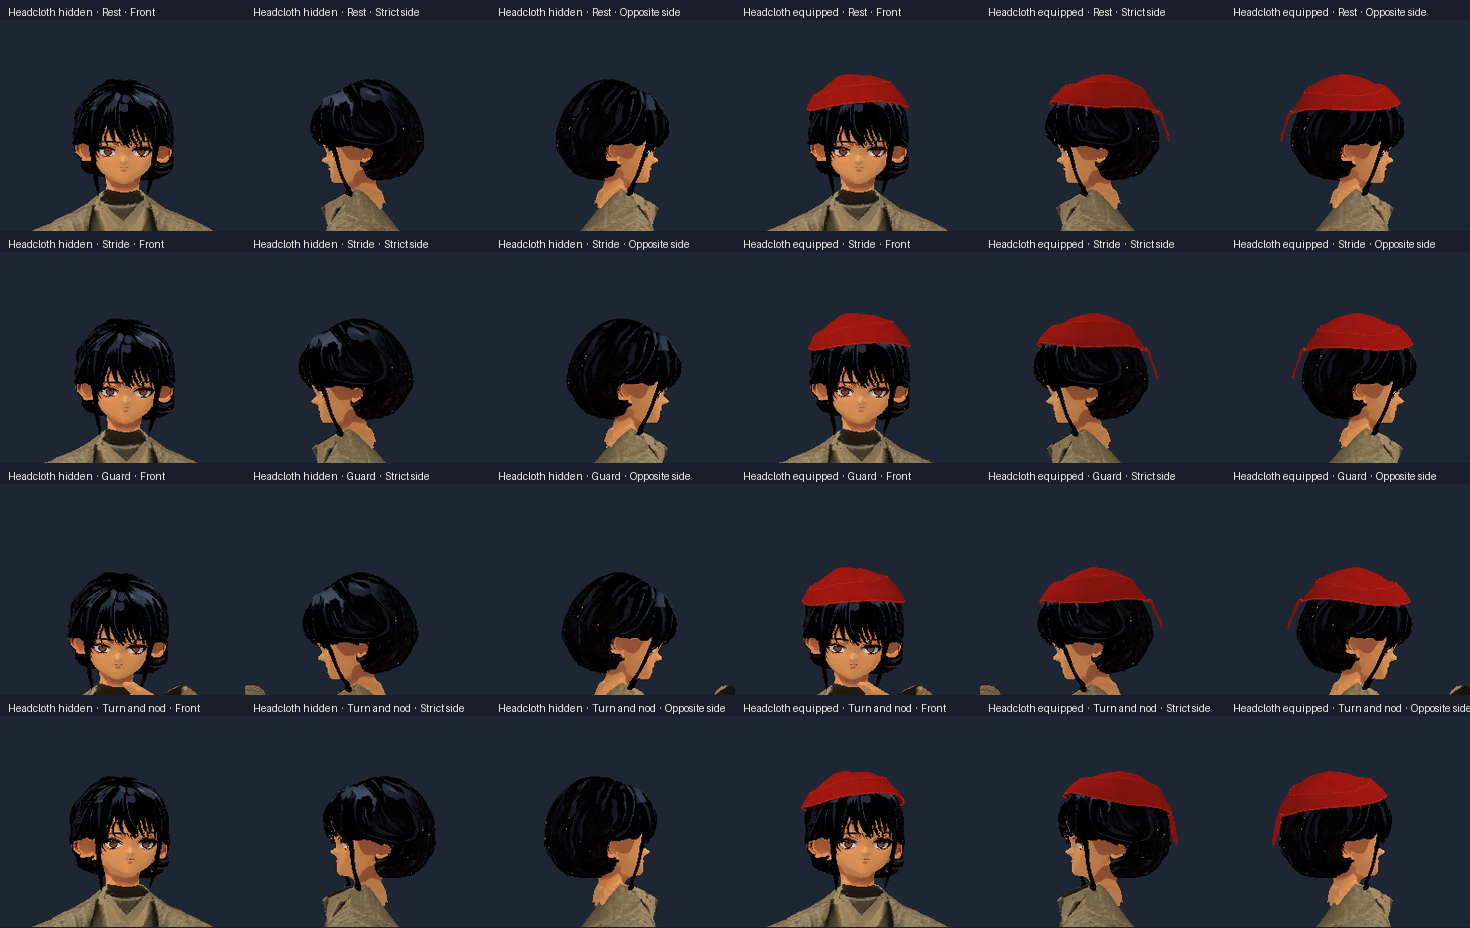 Headcloth hidden · Rest · Front
Headcloth hidden · Rest · Strict side
Headcloth hidden · Rest · Opposite side
Headcloth equipped · Rest · Front
Headcloth equipped · Rest · Strict side
Headcloth equipped · Rest · Opposite side
Headcloth hidden · Stride · Front
Headcloth hidden · Stride · Strict side
Headcloth hidden · Stride · Opposite side
Headcloth equipped · Stride · Front
Headcloth equipped · Stride · Strict side
Headcloth equipped · Stride · Opposite side
Headcloth hidden · Guard · Front
Headcloth hidden · Guard · Strict side
Headcloth hidden · Guard · Opposite side
Headcloth equipped · Guard · Front
Headcloth equipped · Guard · Strict side
Headcloth equipped · Guard · Opposite side
Headcloth hidden · Turn and nod · Front
Headcloth hidden · Turn and nod · Strict side
Headcloth hidden · Turn and nod · Opposite side
Headcloth equipped · Turn and nod · Front
Headcloth equipped · Turn and nod · Strict side
Headcloth equipped · Turn and nod · Opposite side